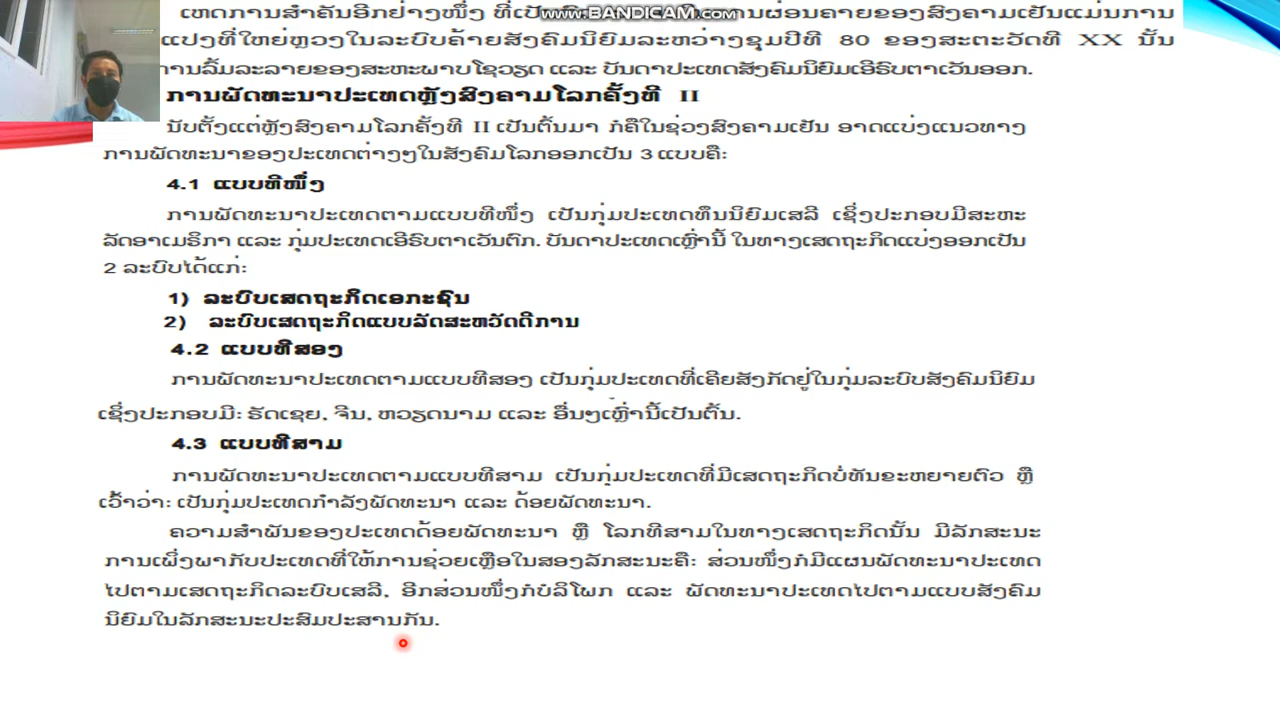 ເຫດການສຳຄັນອີກຢ່າງໜຶ່ງ ທີ່ເປັນ ຜ່ອນຄາຍຂອງສົງຄາມເຢັນແມ່ນການ
www.BANDICAM.com
ແປງທີ່ໃຫຍ່ຫຼວງໃນລະບົບຄ້າຍສັງຄົມນິຍົມລະຫວ່າງຊຸມປີທີ 80 ຂອງສະຕະວັດທີ XX ນັ້ນ
ການລົ້ມລະລາຍຂອງສະຫະພາບໂຊວຽດ ແລະ ບັນດາປະເທດສັງຄົມນິຍົມເອີຣົບຕາເວັນອອກ.
ການພັດທະນາປະເທດຫຼັງສົງຄາມໂລກຄັ້ງທີ II
ນັບຕັ້ງແຕ່ຫຼັງສົງຄາມໂລກຄັ້ງທີ II ເປັນຕົ້ນມາ ກໍຄືໃນຊ່ວງສົງຄາມເຢັນ ອາດແບ່ງແນວທາງ
ການພັດທະນາຂອງປະເທດຕ່າງໆໃນສັງຄົມໂລກອອກເປັນ 3 ແບບຄື:
4.1 ແບບທີໜຶ່ງ
ການພັດທະນາປະເທດຕາມແບບທີໜຶ່ງ ເປັນກຸ່ມປະເທດທຶນນິຍົມເສລີ ເຊິ່ງປະກອບມີສະຫະ
ລັດອາເມຣິກາ ແລະ ກຸ່ມປະເທດເອີຣົບຕາເວັນຕົກ. ບັນດາປະເທດເຫຼົ່ານີ້ ໃນທາງເສດຖະກິດແບ່ງອອກເປັນ
2 ລະບົບໄດ້ແກ່:
1) ລະບົບເສດຖະກິດເອກະຊົນ
2) ລະບົບເສດຖະກິດແບບລັດສະຫວັດດີການ
4.2 ແບບທີສອງ
ການພັດທະນາປະເທດຕາມແບບທີສອງ ເປັນກຸ່ມປະເທດທີ່ເຄີຍສັງກັດຢູ່ໃນກຸ່ມລະບົບສັງຄົມນິຍົມ
ເຊິ່ງປະກອບມີ: ຣັດເຊຍ, ຈີນ, ຫວຽດນາມ ແລະ ອື່ນໆເຫຼົ່ານີ້ເປັນຕົ້ນ.
4.3 ແບບທີສາມ
ການພັດທະນາປະເທດຕາມແບບທີສາມ ເປັນກຸ່ມປະເທດທີ່ມີເສດຖະກິດບໍ່ທັນຂະຫຍາຍຕົວ ຫຼື
ເວົ້າວ່າ: ເປັນກຸ່ມປະເທດກຳລັງພັດທະນາ ແລະ ດ້ອຍພັດທະນາ.
ຄວາມສຳພັນຂອງປະເທດດ້ອຍພັດທະນາ ຫຼື ໂລກທີສາມໃນທາງເສດຖະກິດນັ້ນ ມີລັກສະນະ
ການເພິ່ງພາກັບປະເທດທີ່ໃຫ້ການຊ່ວຍເຫຼືອໃນສອງລັກສະນະຄື: ສ່ວນໜຶ່ງກໍມີແຜນພັດທະນາປະເທດ
ໄປຕາມເສດຖະກິດລະບົບເສລີ, ອີກສ່ວນໜຶ່ງກໍບໍລິໂພກ ແລະ ພັດທະນາປະເທດໄປຕາມແບບສັງຄົມ
ນິຍົມໃນລັກສະນະປະສົມປະສານກັນ.